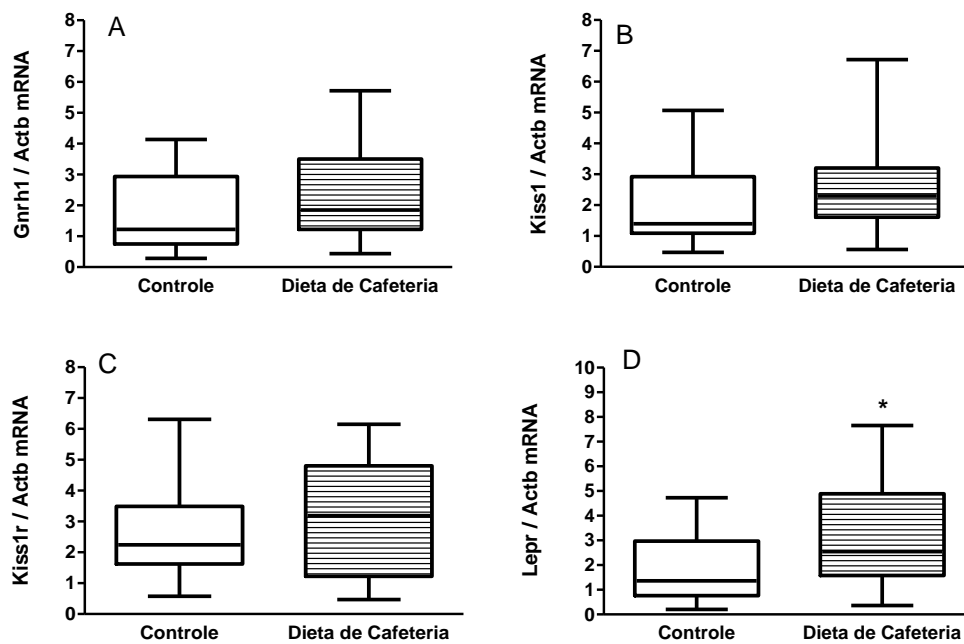 A
Gnrh1 / Actb mRNA
8
7
6
5
4
3
2
1
0
Controle
Dieta de Cafeteria
B
Kiss1 / Actb mRNA
8
7
6
5
4
3
2
1
0
Controle
Dieta de Cafeteria
C
Kiss1r / Actb mRNA
8
7
6
5
4
3
2
1
0
Controle
Dieta de Cafeteria
D
Lepr / Actb mRNA
10
9
8
7
6
5
4
3
2
1
0
*
Controle
Dieta de Cafeteria